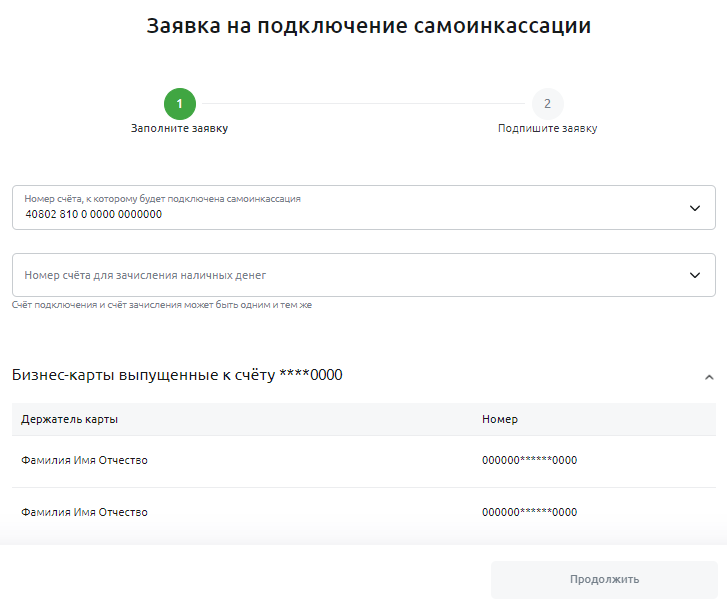 Заявка на подключение самоинкассации
1
2
Заполните заявку
Подпишите заявку
Номер счёта, к которому будет подключена самоинкассация
40802 810 0 0000 0000000
Номер счёта для зачисления наличных денег
Счёт подключения и счёт зачисления может быть одним и тем же
Бизнес-карты выпущенные к счёту ****0000
Держатель карты
Номер
Фамилия Имя Отчество
000000******0000
Фамилия Имя Отчество
000000******0000
Продолжить